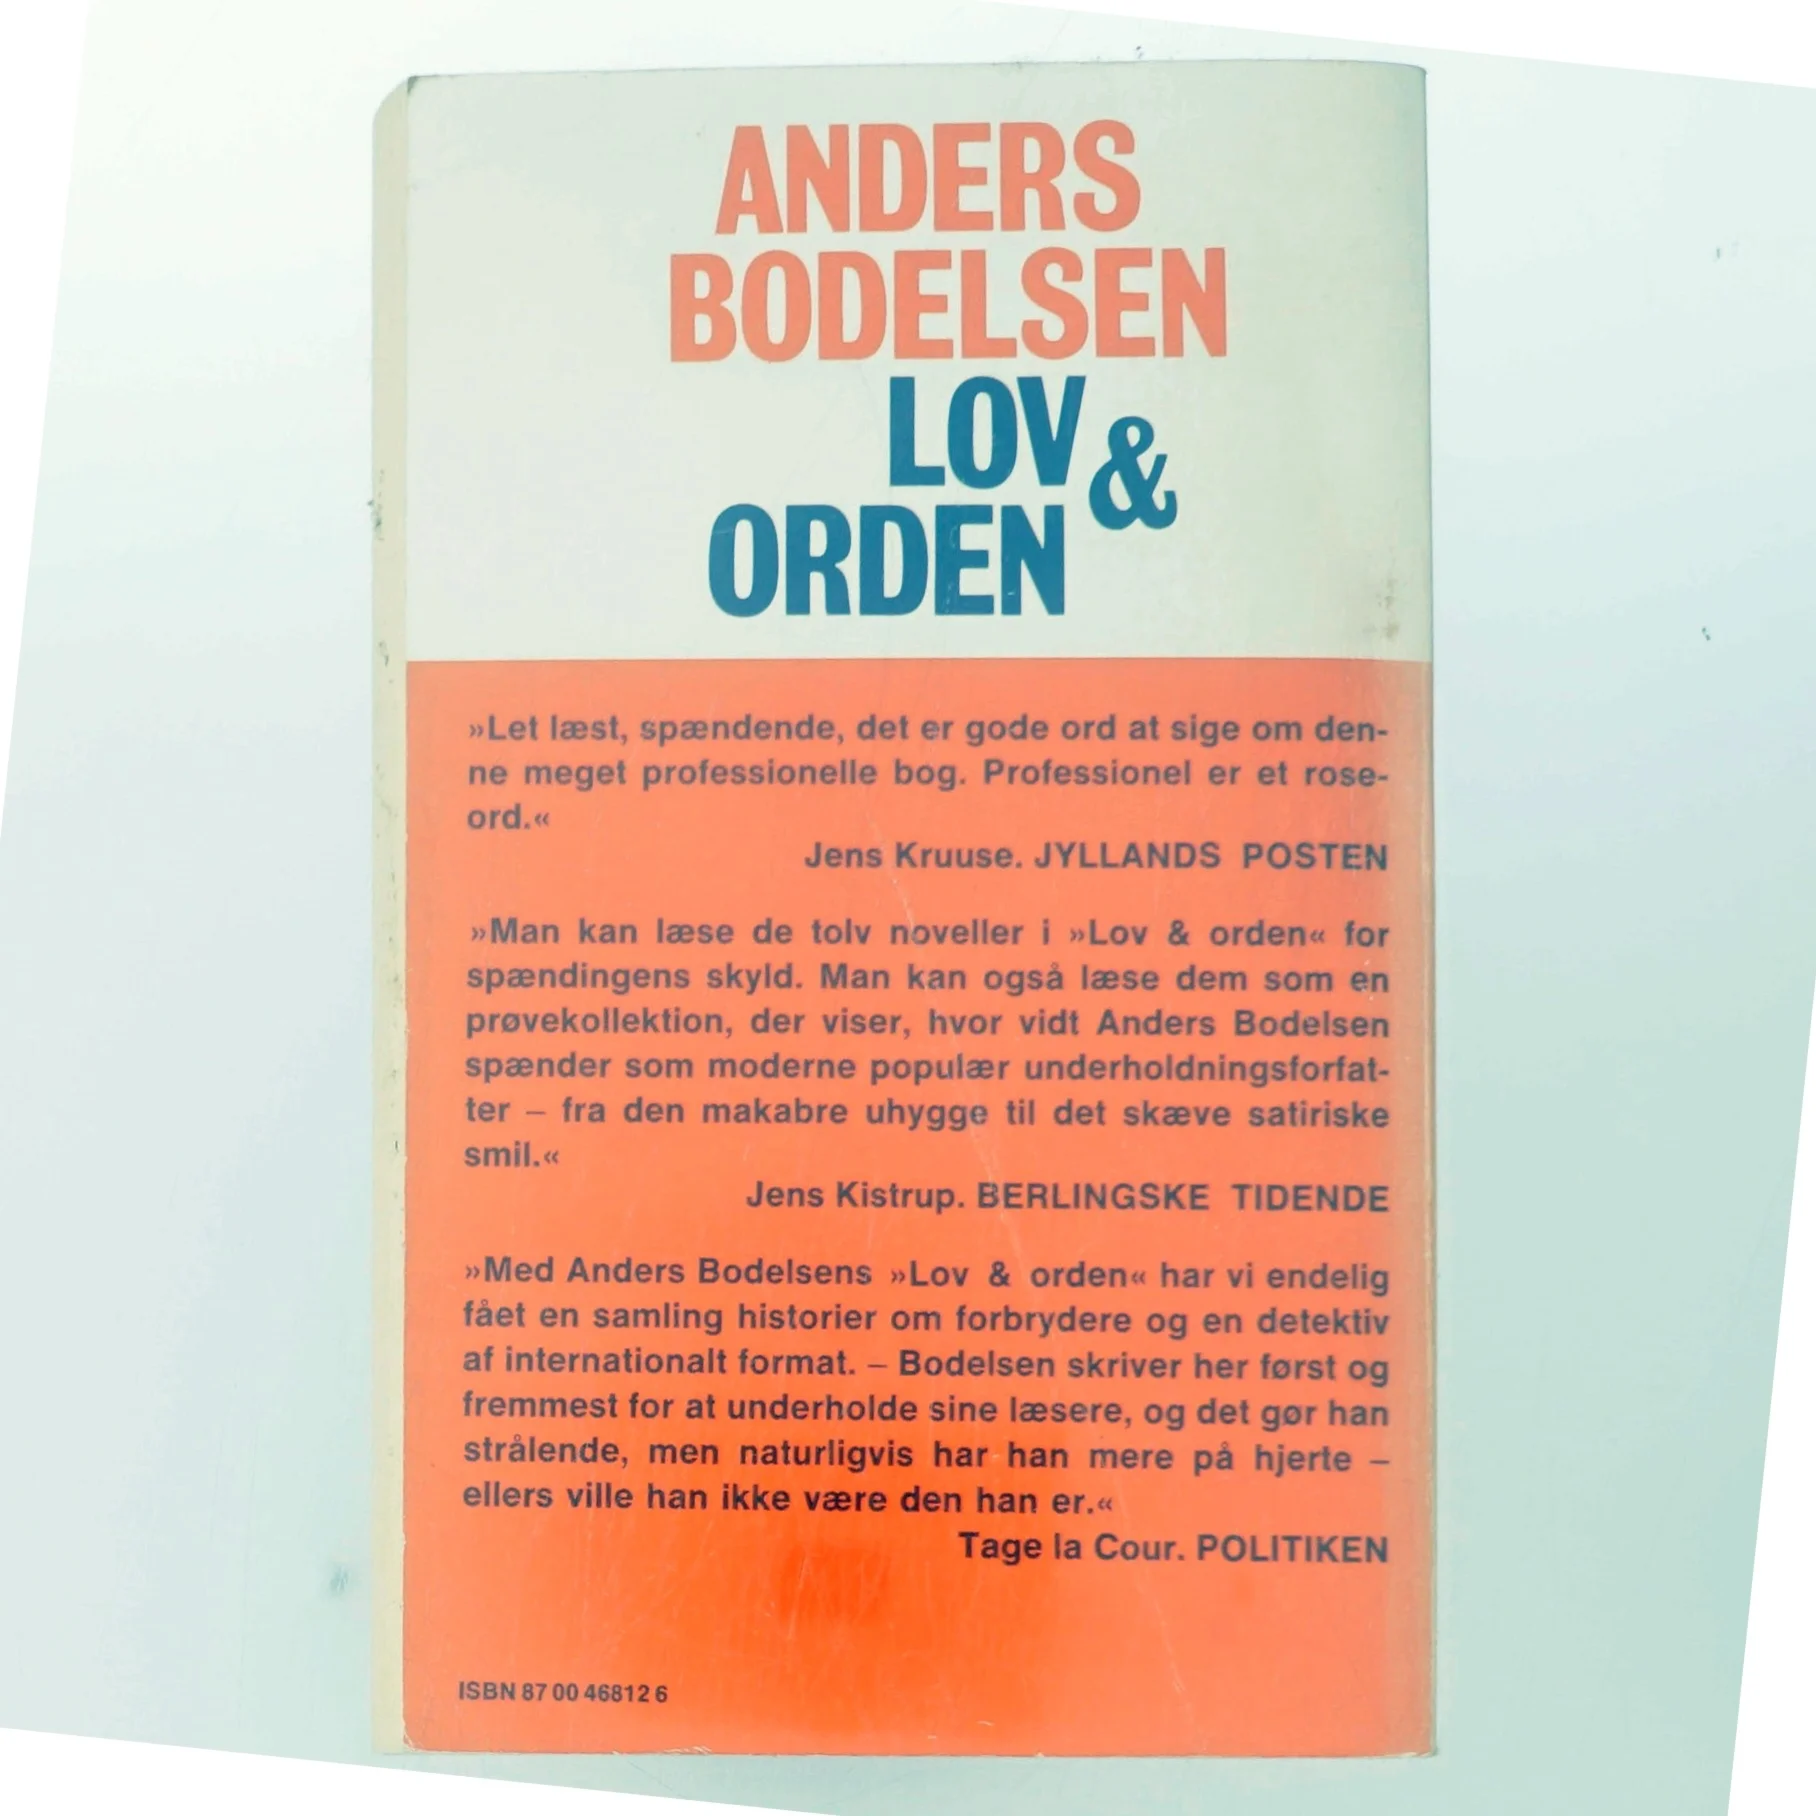 ANDERS
BODELSEN
LOV &
ORDEN
»Let læst, spændende, det er gode ord at sige om den-
ne meget professionelle bog. Professionel er et rose-
ord.«
Jens Kruuse. JYLLANDS POSTEN
»Man kan læse de tolv noveller i »Lov & orden« for
spændingens skyld. Man kan også læse dem som en
prøvekollektion, der viser, hvor vidt Anders Bodelsen
spænder som moderne populær underholdningsforfat-
ter – fra den makabre uhygge til det skæve satiriske
smil.«
Jens Kistrup. BERLINGSKE TIDENDE
»Med Anders Bodelsens »Lov & orden« har vi endelig
fået en samling historier om forbrydere og en detektiv
af internationalt format. – Bodelsen skriver her først og
fremmest for at underholde sine læsere, og det gør han
strålende, men naturligvis har han mere på hjerte –
ellers ville han ikke være den han er.«
Tage la Cour. POLITIKEN
ISBN 87 00 46812 6